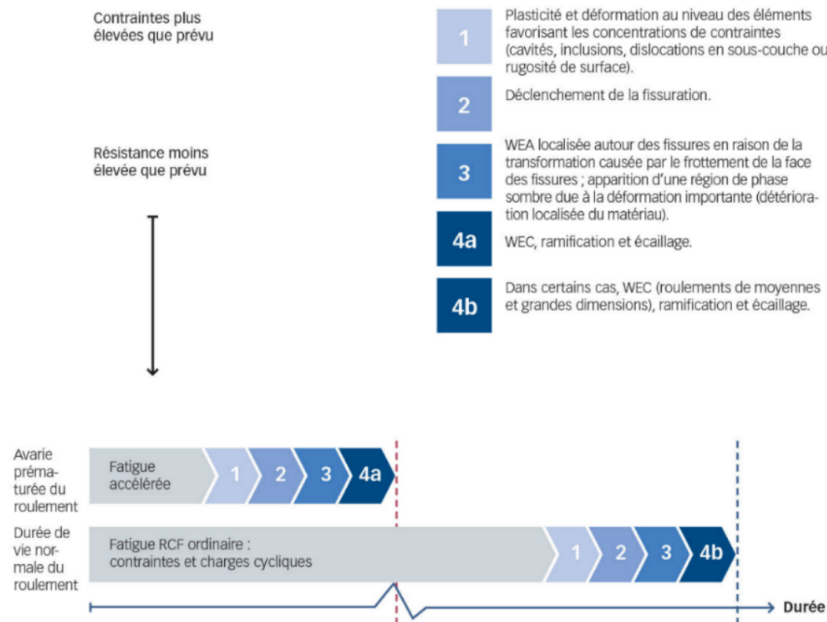 Contraintes plus
élevées que prévu
1
Plasticité et déformation au niveau des éléments
favorisant les concentrations de contraintes
(cavités, inclusions, dislocations en sous-couche ou
rugosité de surface).
2
Déclenchement de la fissuration.
Résistance moins
élevée que prévu
3
WEA localisée autour des fissures en raison de la
transformation causée par le frottement de la face
des fissures ; apparition d'une région de phase
sombre due à la déformation importante (détériora-
tion localisée du matériau).
4a
WEC, ramification et écaillage.
4b
Dans certains cas, WEC (roulements de moyennes
et grandes dimensions), ramification et écaillage.
Avarie
préma-
turée du
roulement
Fatigue
accélérée
1 2 3 4a
Durée de
vie nor-
male du
roulement
Fatigue RCF ordinaire :
contraintes et charges cycliques
1 2 3 4b
Durée